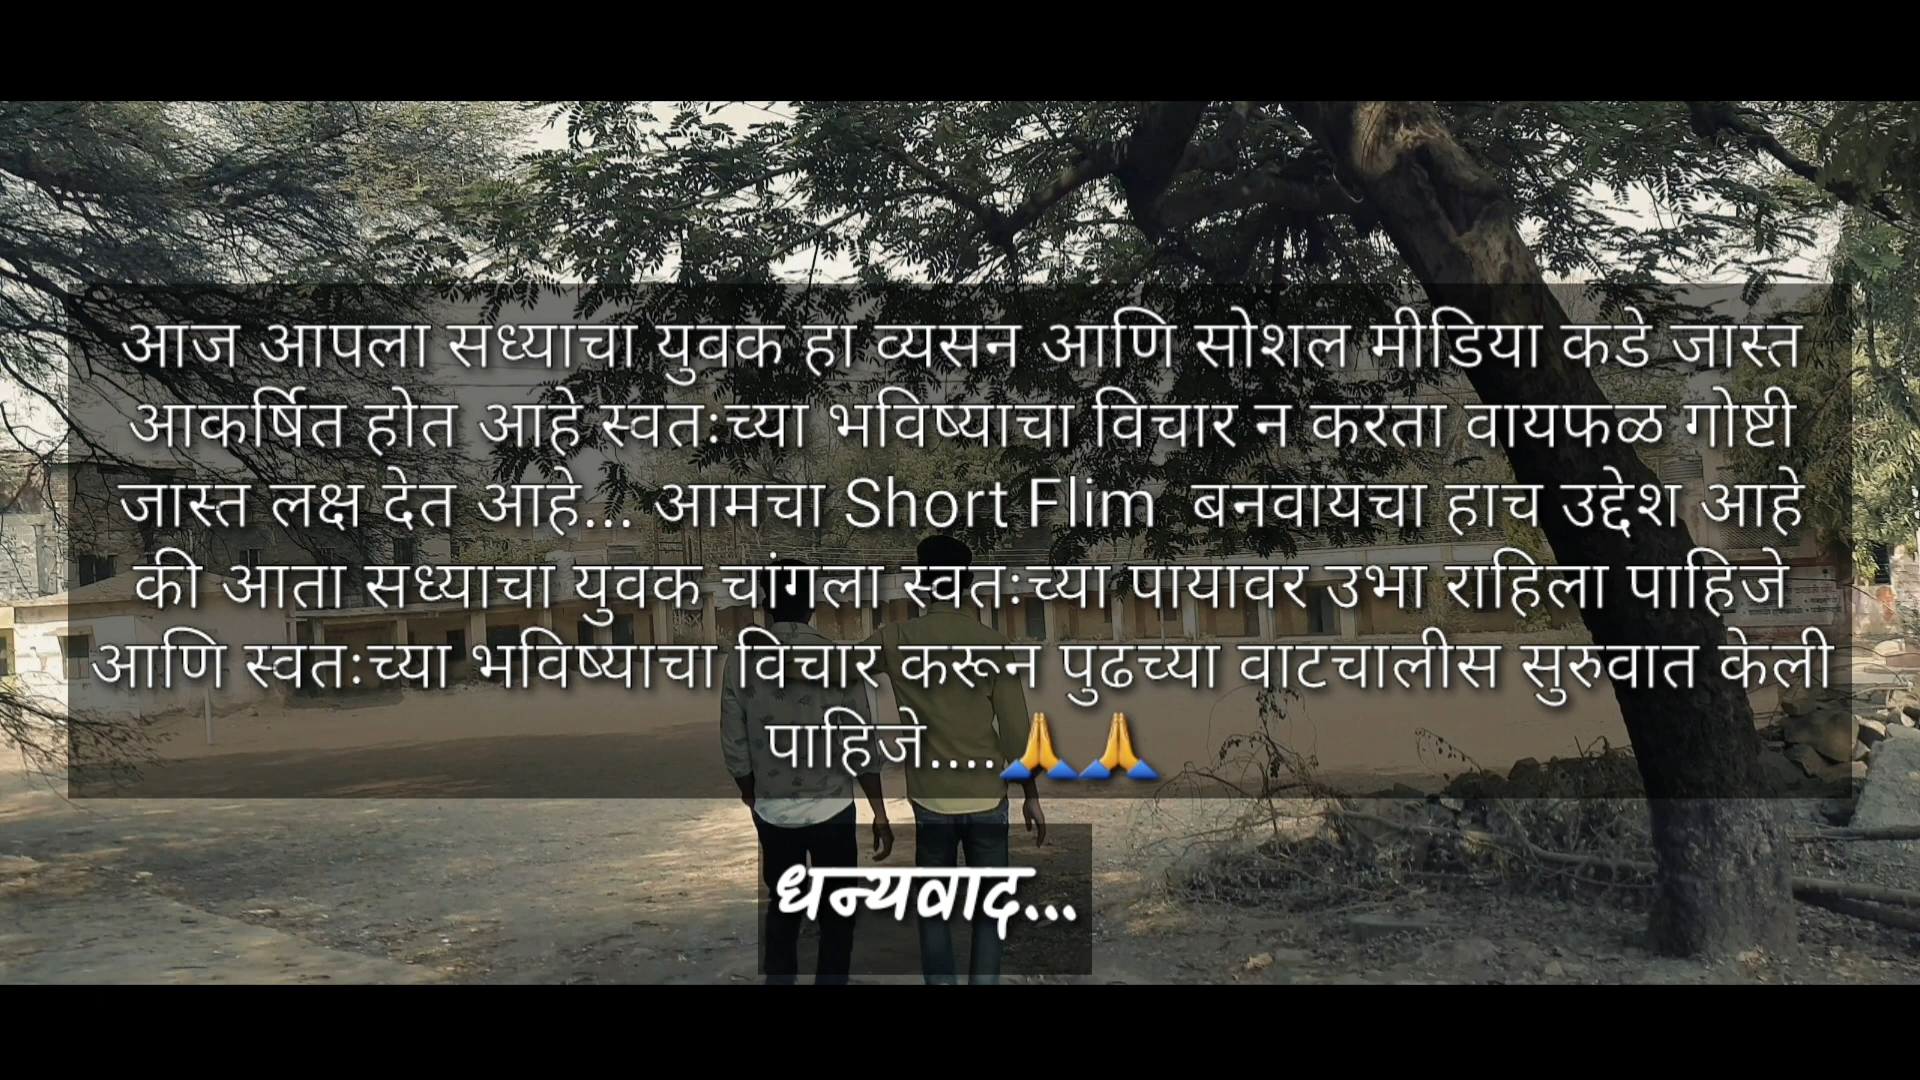 आज आपला सध्याचा युवक हा व्यसन आणि सोशल मीडिया कडे जास्त
आकर्षित होत आहे स्वतःच्या भविष्याचा विचार न करता वायफळ गोष्टी
जास्त लक्ष देत आहे... आमचा Short Flim बनवायचा हाच उद्देश आहे
की आता सध्याचा युवक चांगला स्वतःच्या पायावर उभा राहिला पाहिजे
आणि स्वतःच्या भविष्याचा विचार करून पुढच्या वाटचालीस सुरुवात केली
पाहिजे....🙏🙏
धन्यवाद...